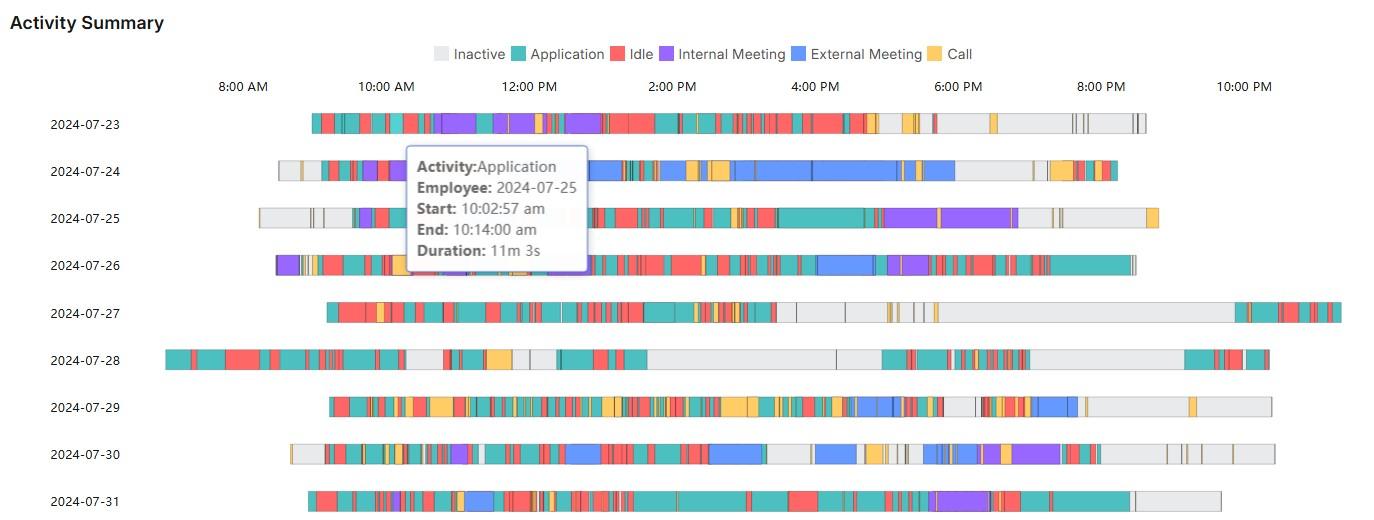 Activity Summary
Inactive Application Idle Internal Meeting External Meeting Call
8:00 AM 10:00 AM 12:00 PM 2:00 PM 4:00 PM 6:00 PM 8:00 PM 10:00 PM
2024-07-23
2024-07-24
Activity:Application
Employee: 2024-07-25
Start: 10:02:57 am
End: 10:14:00 am
Duration: 11m 3s
2024-07-25
2024-07-26
2024-07-27
2024-07-28
2024-07-29
2024-07-30
2024-07-31